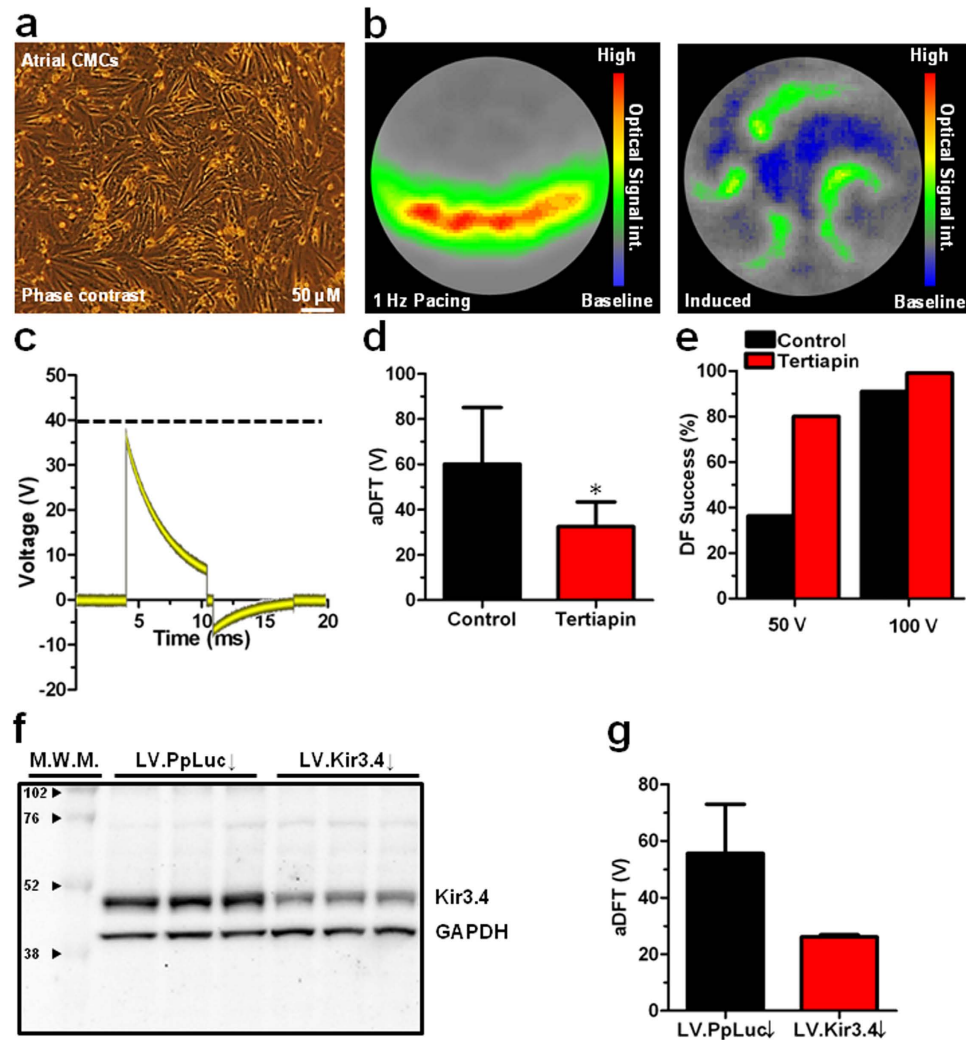 a
Atrial CMCs
Phase contrast
50 µM
b
High
Optical Signal int.
Baseline
1 Hz Pacing
High
Optical Signal int.
Baseline
Induced
c
Voltage (V)
50
40
30
20
10
0
-10
-20
5
10
15
20
Time (ms)
d
aDFT (V)
100
80
60
40
20
0
*
Control
Tertiapin
e
Control
Tertiapin
DF Success (%)
100
80
60
40
20
0
50 V
100 V
f
M.W.M.
LV.PpLuc↓
LV.Kir3.4↓
102
76
52
38
Kir3.4
GAPDH
g
aDFT (V)
80
60
40
20
0
LV.PpLuc↓
LV.Kir3.4↓